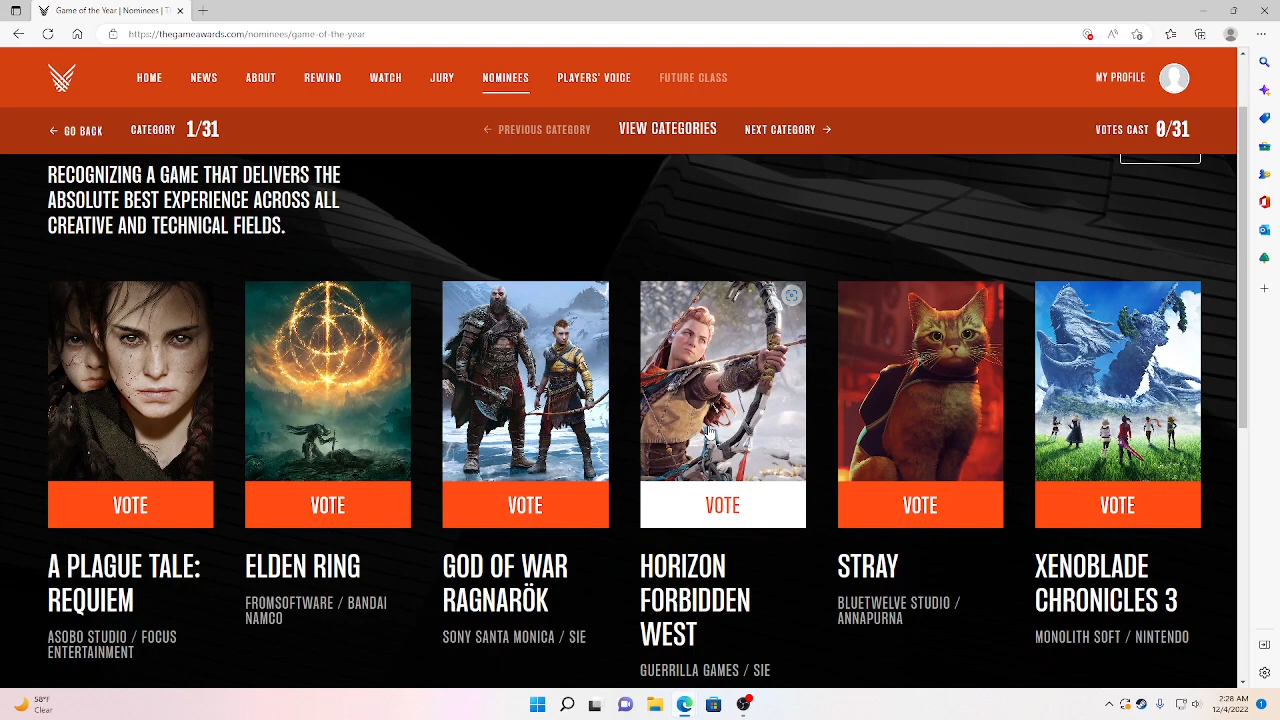 The Game Awards | Nominees |
https://thegameawards.com/nominees/game-of-the-year
HOME NEWS ABOUT REWIND WATCH JURY NOMINEES PLAYERS' VOICE FUTURE CLASS MY PROFILE
GO BACK CATEGORY 1/31 PREVIOUS CATEGORY VIEW CATEGORIES NEXT CATEGORY VOTES CAST 0/31
RECOGNIZING A GAME THAT DELIVERS THE
ABSOLUTE BEST EXPERIENCE ACROSS ALL
CREATIVE AND TECHNICAL FIELDS.
VOTE VOTE VOTE VOTE VOTE VOTE
A PLAGUE TALE:
REQUIEM
ASOBO STUDIO / FOCUS
ENTERTAINMENT
ELDEN RING
FROMSOFTWARE / BANDAI
NAMCO
GOD OF WAR
RAGNARÖK
SONY SANTA MONICA / SIE
HORIZON
FORBIDDEN
WEST
GUERRILLA GAMES / SIE
STRAY
BLUETWELVE STUDIO /
ANNAPURNA
XENOBLADE
CHRONICLES 3
MONOLITH SOFT / NINTENDO
50°F
Clear
2:28 AM
12/4/2022